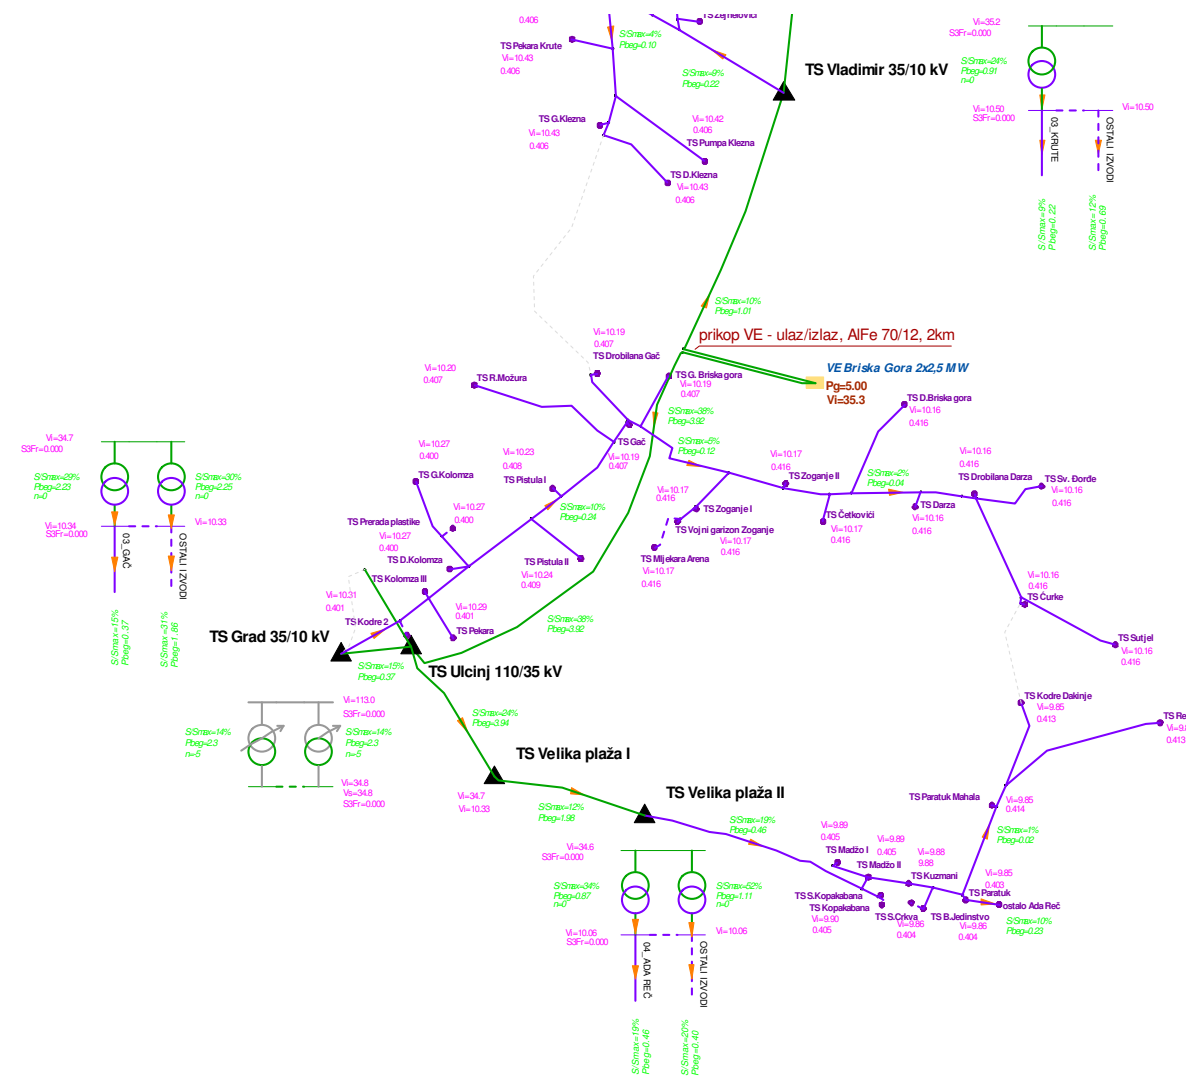 0.406
TS Zejnelovići
S/Smax=4%
Pbeg=0.10
TS Pekara Krute
Vi=10.43
0.406
S/Smax=9%
Pbeg=0.22
TS Vladimir 35/10 kV
Vi=35.2
S3Fr=0.000
S/Smax=24%
Pbeg=0.91
n=0
Vi=10.50
S3Fr=0.000
Vi=10.50
03_KRUTE
OSTALI IZVODI
S/Smax=9%
Pbeg=0.22
S/Smax=12%
Pbeg=0.69
TS G.Klezna
Vi=10.43
0.406
Vi=10.42
0.406
TS Pumpa Klezna
TS D.Klezna
Vi=10.43
0.406
S/Smax=10%
Pbeg=1.01
prikop VE - ulaz/izlaz, AlFe 70/12, 2km
VE Briska Gora 2x2,5 MW
Pg=5.00
Vi=35.3
Vi=10.19
0.407
TS Drobilana Gač
Vi=10.20
0.407
TS R.Možura
TS G. Briska gora
Vi=10.19
0.407
S/Smax=38%
Pbeg=3.92
TS D.Briska gora
Vi=10.16
0.416
TS Gač
Vi=10.19
0.407
S/Smax=5%
Pbeg=0.12
Vi=10.17
0.416
TS Zoganje II
S/Smax=2%
Pbeg=0.04
Vi=10.16
0.416
TS Drobilana Darza
TS Sv. Đorđe
Vi=10.16
0.416
Vi=34.7
S3Fr=0.000
S/Smax=29%
Pbeg=2.23
n=0
S/Smax=30%
Pbeg=2.25
n=0
Vi=10.34
S3Fr=0.000
Vi=10.33
03_GAČ
OSTALI IZVODI
S/Smax=15%
Pbeg=0.37
S/Smax=31%
Pbeg=1.86
Vi=10.27
0.400
TS G.Kolomza
Vi=10.23
0.408
TS Pistula I
Vi=10.27
0.400
TS Prerada plastike
Vi=10.27
0.400
S/Smax=10%
Pbeg=0.24
Vi=10.17
0.416
TS Zoganje I
TS Vojni garizon Zoganje
Vi=10.17
0.416
TS Četkovići
Vi=10.17
0.416
TS Darza
Vi=10.16
0.416
TS Mljekara Arena
Vi=10.17
0.416
TS D.Kolomza
TS Pistula II
Vi=10.24
0.409
TS Kolomza III
Vi=10.31
0.401
Vi=10.29
0.401
TS Kodre 2
TS Pekara
S/Smax=38%
Pbeg=3.92
Vi=10.16
0.416
TS Ćurke
TS Sutjel
Vi=10.16
0.416
TS Grad 35/10 kV
S/Smax=15%
Pbeg=0.37
TS Ulcinj 110/35 kV
Vi=113.0
S3Fr=0.000
S/Smax=14%
Pbeg=2.3
n=-5
S/Smax=14%
Pbeg=2.3
n=-5
Vi=34.8
Vs=34.8
S3Fr=0.000
S/Smax=24%
Pbeg=3.94
TS Velika plaža I
Vi=34.7
Vi=10.33
S/Smax=12%
Pbeg=1.99
TS Velika plaža II
S/Smax=19%
Pbeg=0.46
TS Kodre Dakinje
Vi=9.85
0.413
TS Re
0.413
TS Paratuk Mahala
Vi=9.85
0.414
S/Smax=1%
Pbeg=0.02
Vi=34.6
S3Fr=0.000
S/Smax=34%
Pbeg=0.87
n=0
S/Smax=52%
Pbeg=1.11
n=0
Vi=10.06
S3Fr=0.000
Vi=10.06
04_ADA REČ
OSTALI IZVODI
S/Smax=19%
Pbeg=0.46
S/Smax=20%
Pbeg=0.40
Vi=9.89
0.405
TS Madžo I
Vi=9.89
0.405
TS Madžo II
Vi=9.88
9.88
TS Kuzmani
Vi=9.85
0.403
TS Paratuk
ostalo Ada Reč
TS S.Kopakabana
TS Kopakabana
Vi=9.90
0.405
TS S.Crkva
Vi=9.86
0.404
TS B.Jedinstvo
Vi=9.86
0.404
S/Smax=10%
Pbeg=0.23